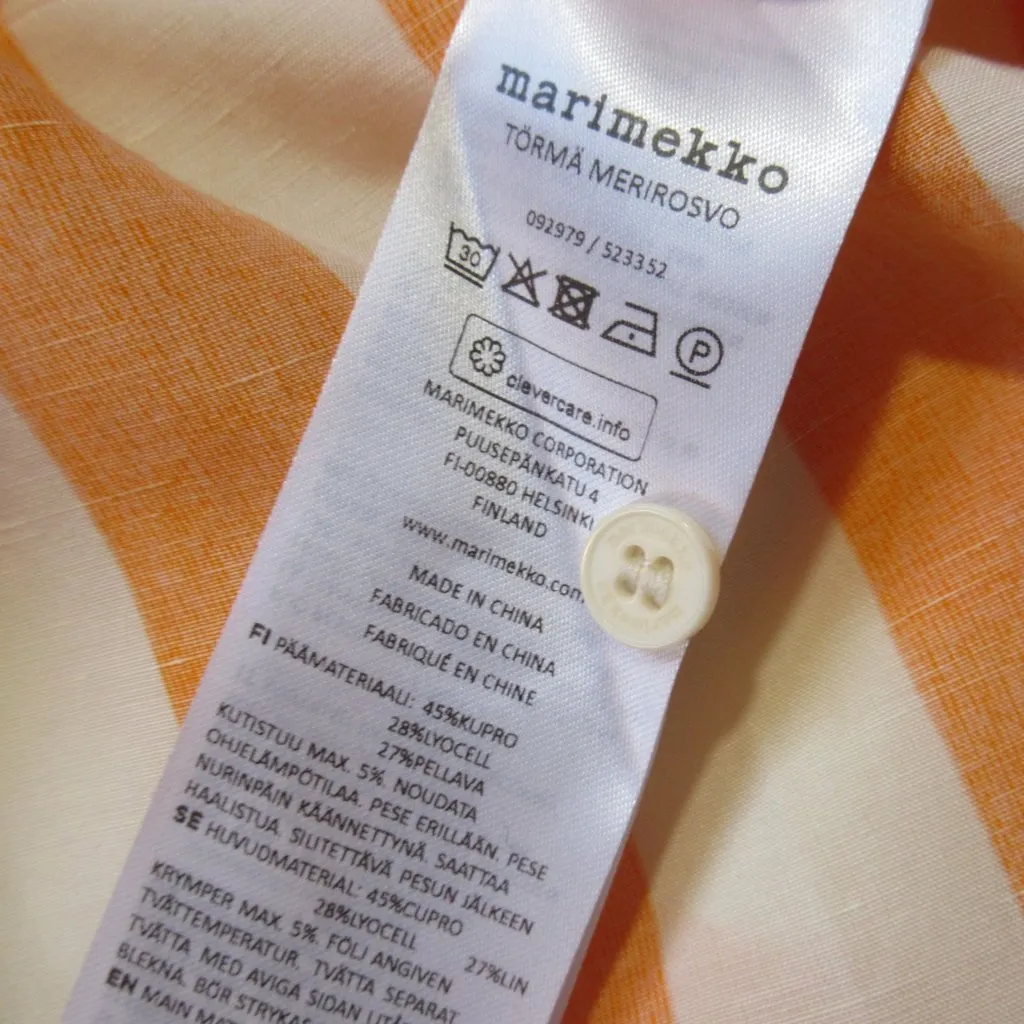 marimekko
TÖRMÄ MERIROSVO
092979 / 523352
30
P
clevercare.info
MARIMEKKO CORPORATION
PUUSEPÄNKATU 4
FI-00880 HELSINKI
FINLAND
www.marimekko.com
MADE IN CHINA
FABRICADO EN CHINA
FABRIQUÉ EN CHINE
FI PÄÄMATERIAALI: 45%KUPRO
28%LYOCELL
27%PELLAVA
KUTISTUU MAX. 5%. NOUDATA
OHJELÄMPÖTILAA. PESE ERILLÄÄN. PESE
NURINPÄIN KÄÄNNETTYNÄ. SAATTAA
HAALISTUA. SILITETTÄVÄ PESUN JÄLKEEN
SE HUVUDMATERIAL: 45%CUPRO
28%LYOCELL
27%LIN
KRYMPER MAX. 5%. FÖLJ ANGIVEN
TVÄTTEMPERATUR. TVÄTTA SEPARAT
TVÄTTA MED AVIGA SIDAN
BLEKNA. BÖR
EN MAIN